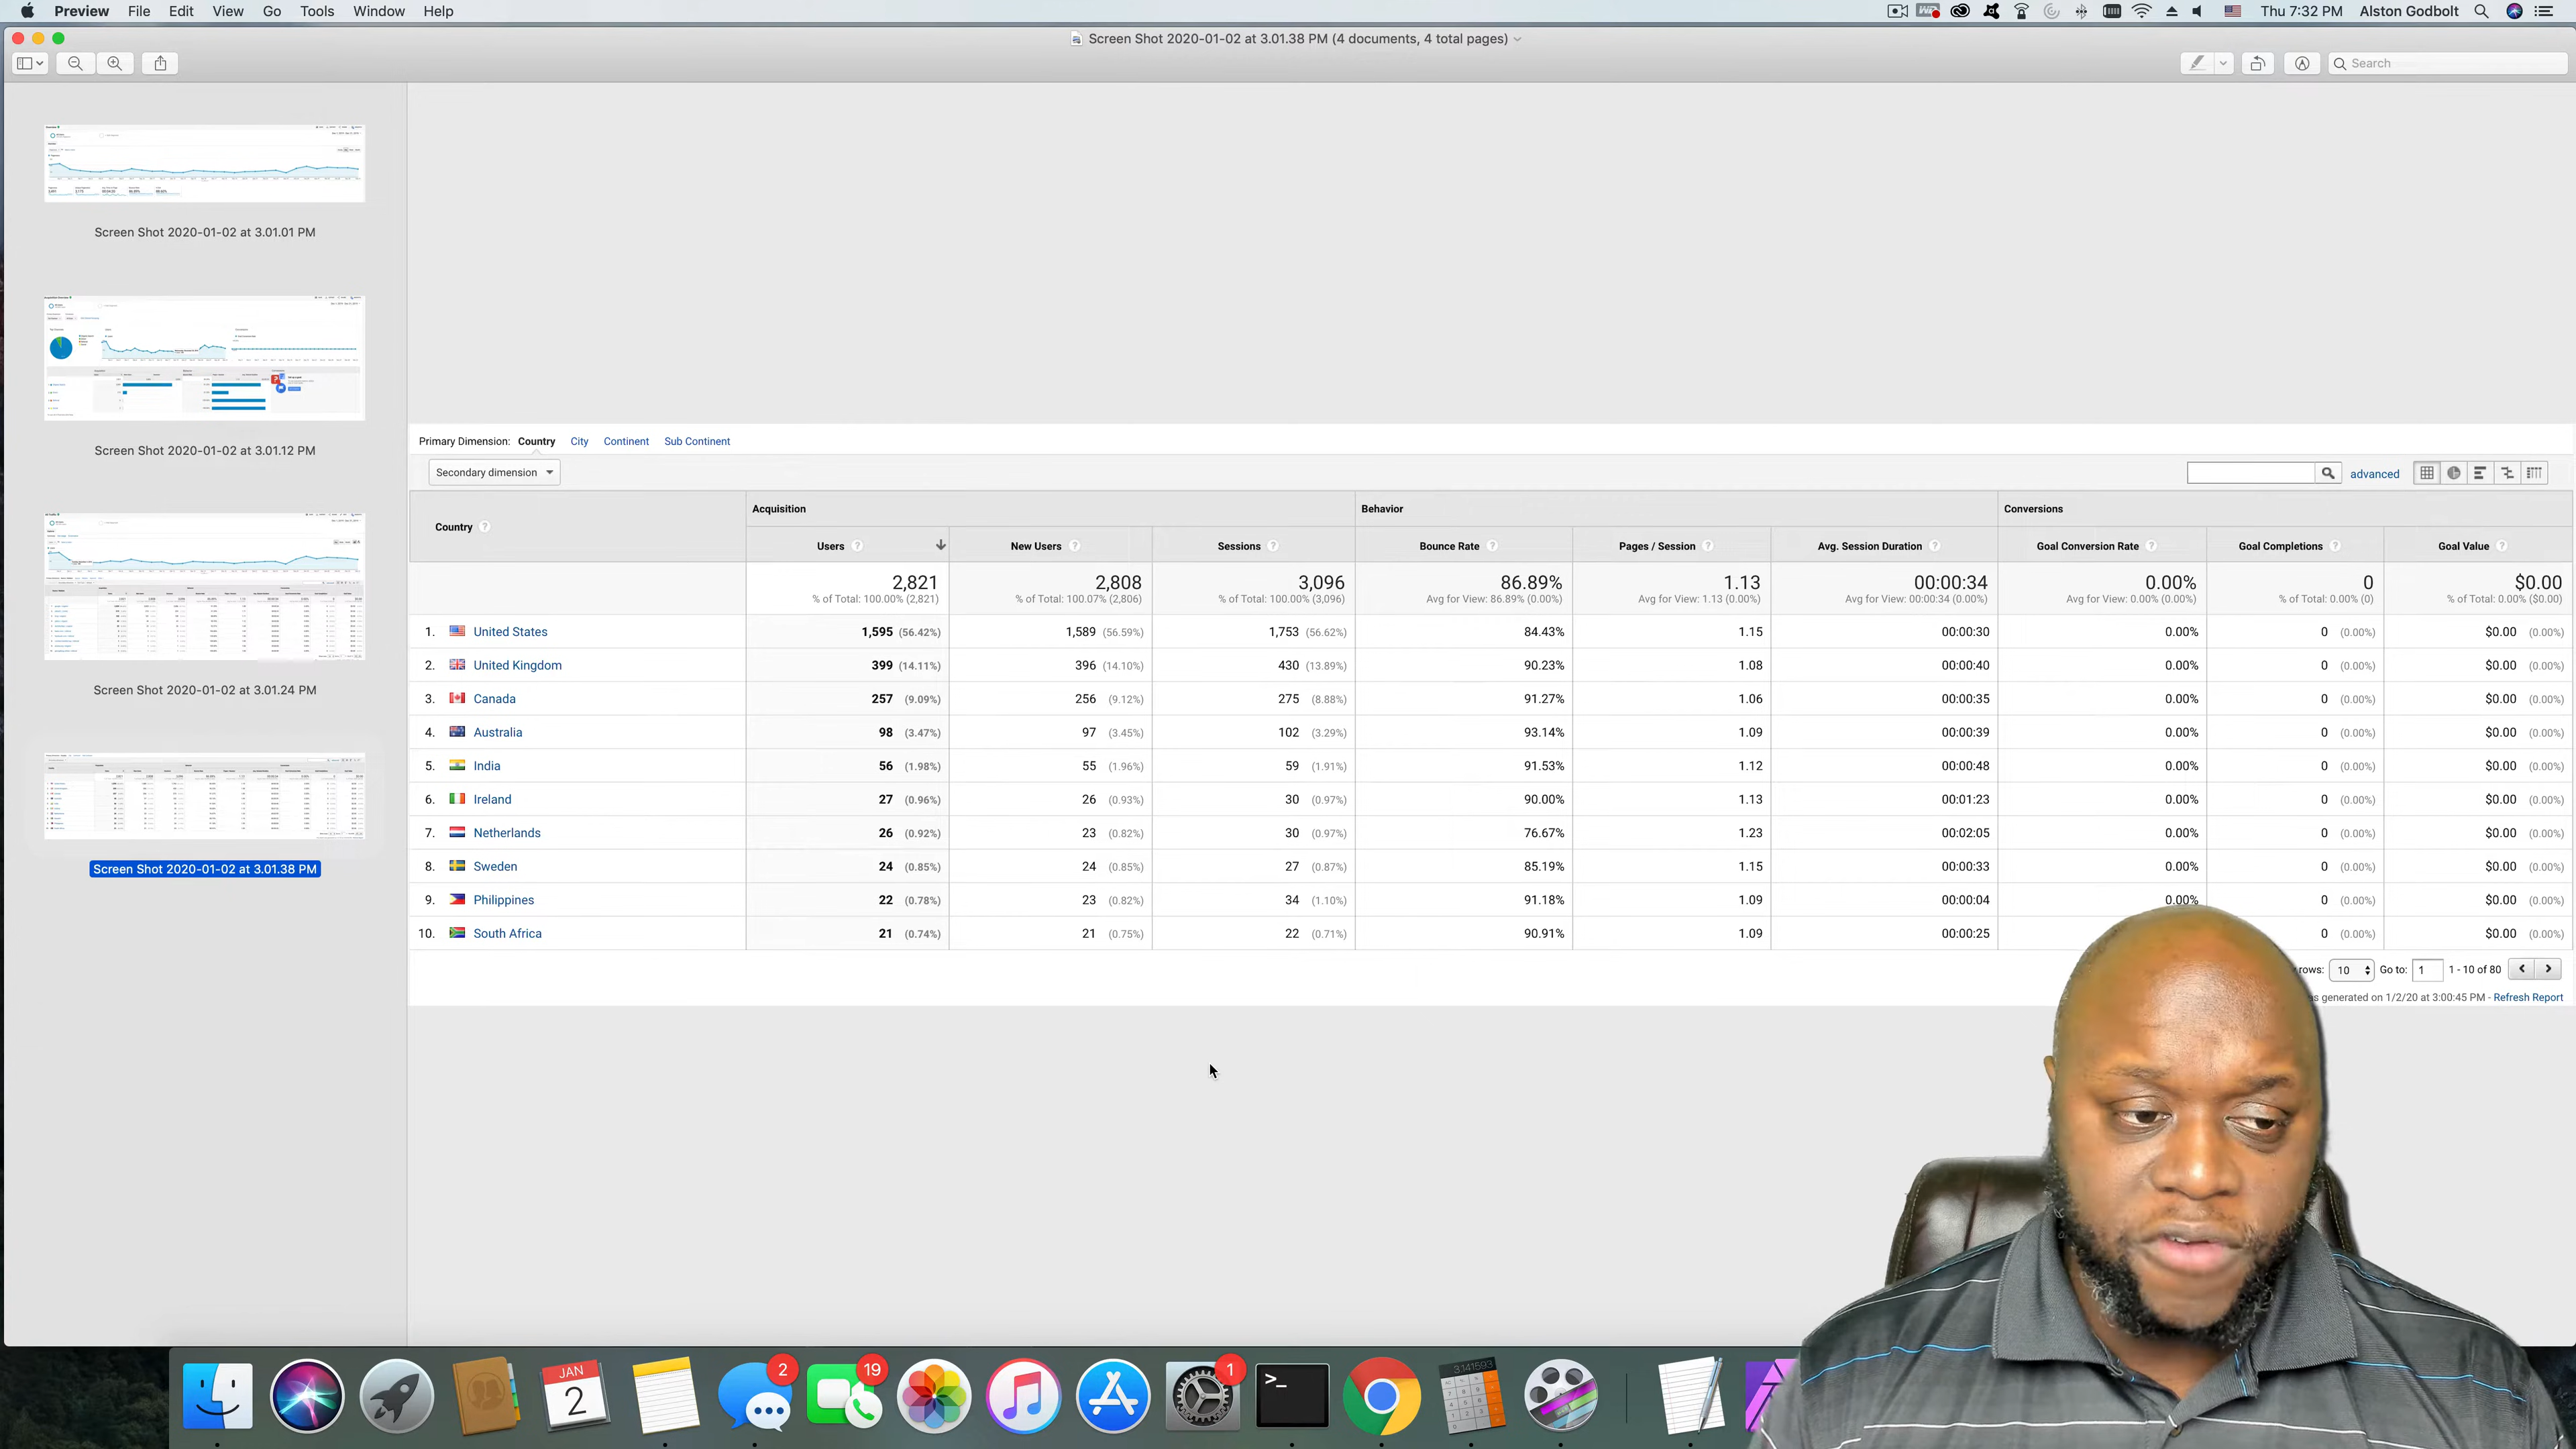 Preview File Edit View Go Tools Window Help
Thu 7:32 PM Alston Godbolt
Screen Shot 2020-01-02 at 3.01.38 PM (4 documents, 4 total pages)
Search
Screen Shot 2020-01-02 at 3.01.01 PM
Screen Shot 2020-01-02 at 3.01.12 PM
Screen Shot 2020-01-02 at 3.01.24 PM
Screen Shot 2020-01-02 at 3.01.38 PM
Primary Dimension: Country City Continent Sub Continent
Secondary dimension
advanced
Acquisition Behavior Conversions
Country
Users New Users Sessions Bounce Rate Pages / Session Avg. Session Duration Goal Conversion Rate Goal Completions Goal Value
2,821 2,808 3,096 86.89% 1.13 00:00:34 0.00% 0 $0.00
% of Total: 100.00% (2,821) % of Total: 100.07% (2,806) % of Total: 100.00% (3,096) Avg for View: 86.89% (0.00%) Avg for View: 1.13 (0.00%) Avg for View: 00:00:34 (0.00%) Avg for View: 0.00% (0.00%) % of Total: 0.00% (0) % of Total: 0.00% ($0.00)
1. United States 1,595 (56.42%) 1,589 (56.59%) 1,753 (56.62%) 84.43% 1.15 00:00:30 0.00% 0 (0.00%) $0.00 (0.00%)
2. United Kingdom 399 (14.11%) 396 (14.10%) 430 (13.89%) 90.23% 1.08 00:00:40 0.00% 0 (0.00%) $0.00 (0.00%)
3. Canada 257 (9.09%) 256 (9.12%) 275 (8.88%) 91.27% 1.06 00:00:35 0.00% 0 (0.00%) $0.00 (0.00%)
4. Australia 98 (3.47%) 97 (3.45%) 102 (3.29%) 93.14% 1.09 00:00:39 0.00% 0 (0.00%) $0.00 (0.00%)
5. India 56 (1.98%) 55 (1.96%) 59 (1.91%) 91.53% 1.12 00:00:48 0.00% 0 (0.00%) $0.00 (0.00%)
6. Ireland 27 (0.96%) 26 (0.93%) 30 (0.97%) 90.00% 1.13 00:01:23 0.00% 0 (0.00%) $0.00 (0.00%)
7. Netherlands 26 (0.92%) 23 (0.82%) 30 (0.97%) 76.67% 1.23 00:02:05 0.00% 0 (0.00%) $0.00 (0.00%)
8. Sweden 24 (0.85%) 24 (0.85%) 27 (0.87%) 85.19% 1.15 00:00:33 0.00% 0 (0.00%) $0.00 (0.00%)
9. Philippines 22 (0.78%) 23 (0.82%) 34 (1.10%) 91.18% 1.09 00:00:04 0.00% 0 (0.00%) $0.00 (0.00%)
10. South Africa 21 (0.74%) 21 (0.75%) 22 (0.71%) 90.91% 1.09 00:00:25 0 (0.00%) $0.00 (0.00%)
rows: 10 Go to: 1 1 - 10 of 80
generated on 1/2/20 at 3:00:45 PM - Refresh Report
JAN
2
2
19
1
3.141593
>_